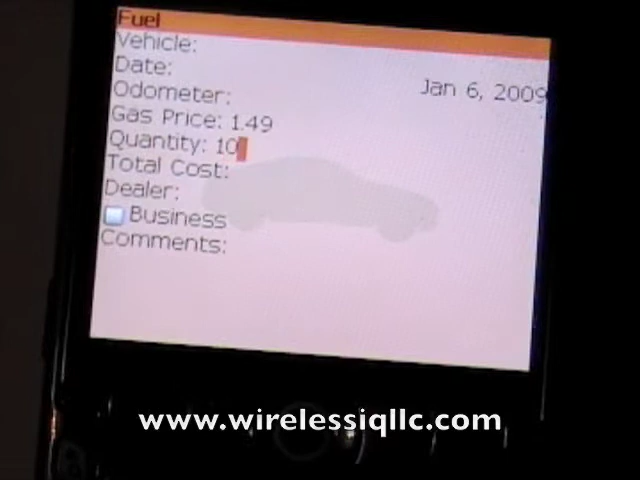 Fuel
Vehicle:
Date: Jan 6, 2009
Odometer:
Gas Price: 1.49
Quantity: 10
Total Cost:
Dealer:
Business
Comments:
www.wirelessiqllc.com